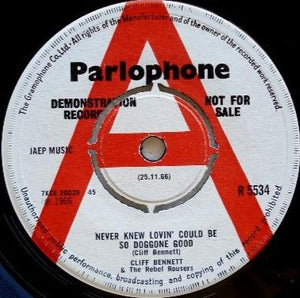 The Gramophone Co. Ltd. · All rights of the Manufacturer and of the owner of the recorded work reserved.
Parlophone
DEMONSTRATION NOT FOR
RECORD SALE
JAEP MUSIC
(25.11.66)
45
R 5534
℗ 1966
NEVER KNEW LOVIN' COULD BE
SO DOGGONE GOOD
(Cliff Bennett)
CLIFF BENNETT
& The Rebel Rousers
Unauthorised public performance, broadcasting and copying of this record prohibited